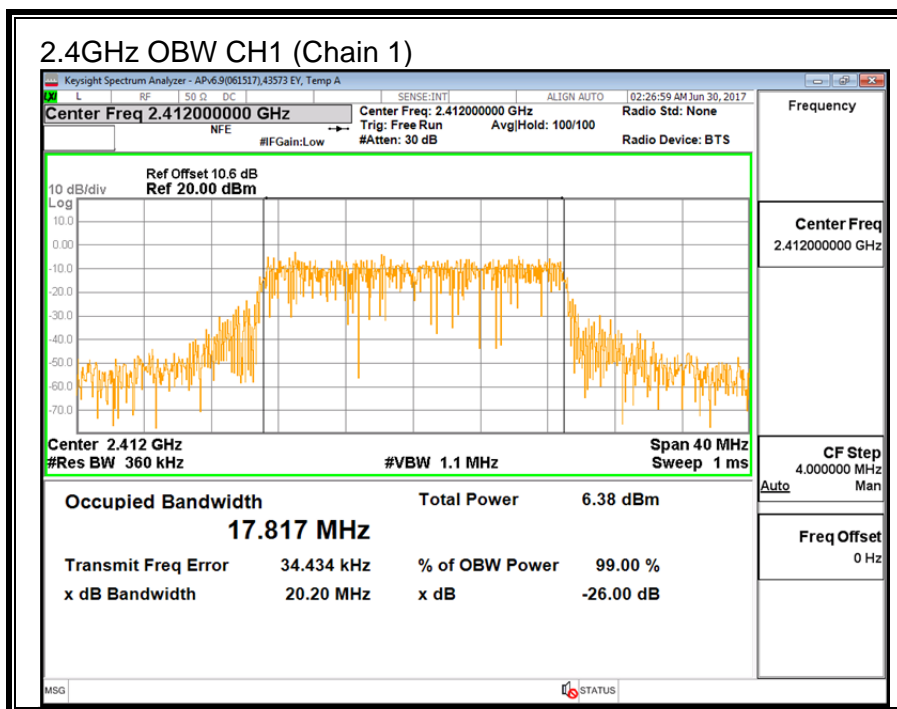 2.4GHz OBW CH1 (Chain 1)
Keysight Spectrum Analyzer - APv6.9(061517),43573 EY, Temp A
LXI L RF 50 Ω DC SENSE:INT ALIGN AUTO 02:26:59 AM Jun 30, 2017
Center Freq 2.412000000 GHz
NFE
#IFGain:Low
Center Freq: 2.412000000 GHz
Trig: Free Run Avg|Hold: 100/100
#Atten: 30 dB
Radio Std: None
Radio Device: BTS
Frequency
Ref Offset 10.6 dB
10 dB/div Ref 20.00 dBm
Log
10.0
0.00
-10.0
-20.0
-30.0
-40.0
-50.0
-60.0
-70.0
Center Freq
2.412000000 GHz
Center 2.412 GHz Span 40 MHz
#Res BW 360 kHz #VBW 1.1 MHz Sweep 1 ms
CF Step
4.000000 MHz
Auto Man
Occupied Bandwidth Total Power 6.38 dBm
17.817 MHz
Transmit Freq Error 34.434 kHz % of OBW Power 99.00 %
x dB Bandwidth 20.20 MHz x dB -26.00 dB
Freq Offset
0 Hz
MSG STATUS